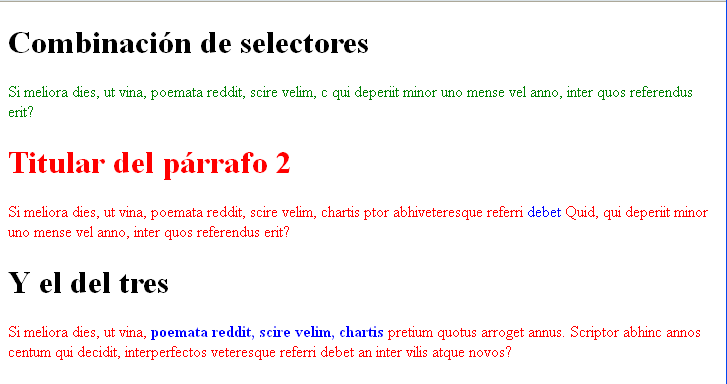 Combinación de selectores
Si meliora dies, ut vina, poemata reddit, scire velim, c qui deperiit minor uno mense vel anno, inter quos referendus
erit?
Titular del párrafo 2
Si meliora dies, ut vina, poemata reddit, scire velim, chartis ptor abhiveteresque referri debet Quid, qui deperiit minor
uno mense vel anno, inter quos referendus erit?
Y el del tres
Si meliora dies, ut vina, poemata reddit, scire velim, chartis pretium quotus arroget annus. Scriptor abhinc annos
centum qui decidit, interperfectos veteresque referri debet an inter vilis atque novos?